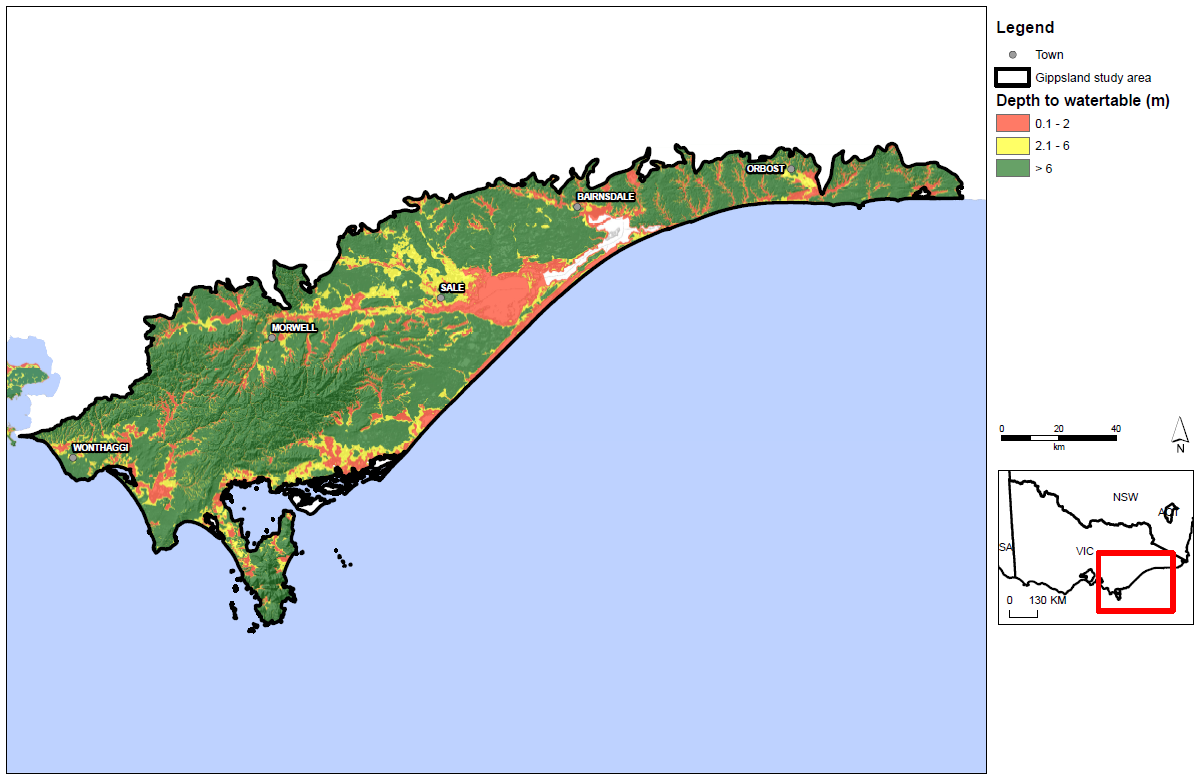 Legend
Town
Gippsland study area
Depth to watertable (m)
0.1 - 2
2.1 - 6
> 6
ORBOST
BAIRNSDALE
SALE
MORWELL
WONTHAGGI
0 20 40
km
N
NSW
ACT
SA
VIC
0 130 KM